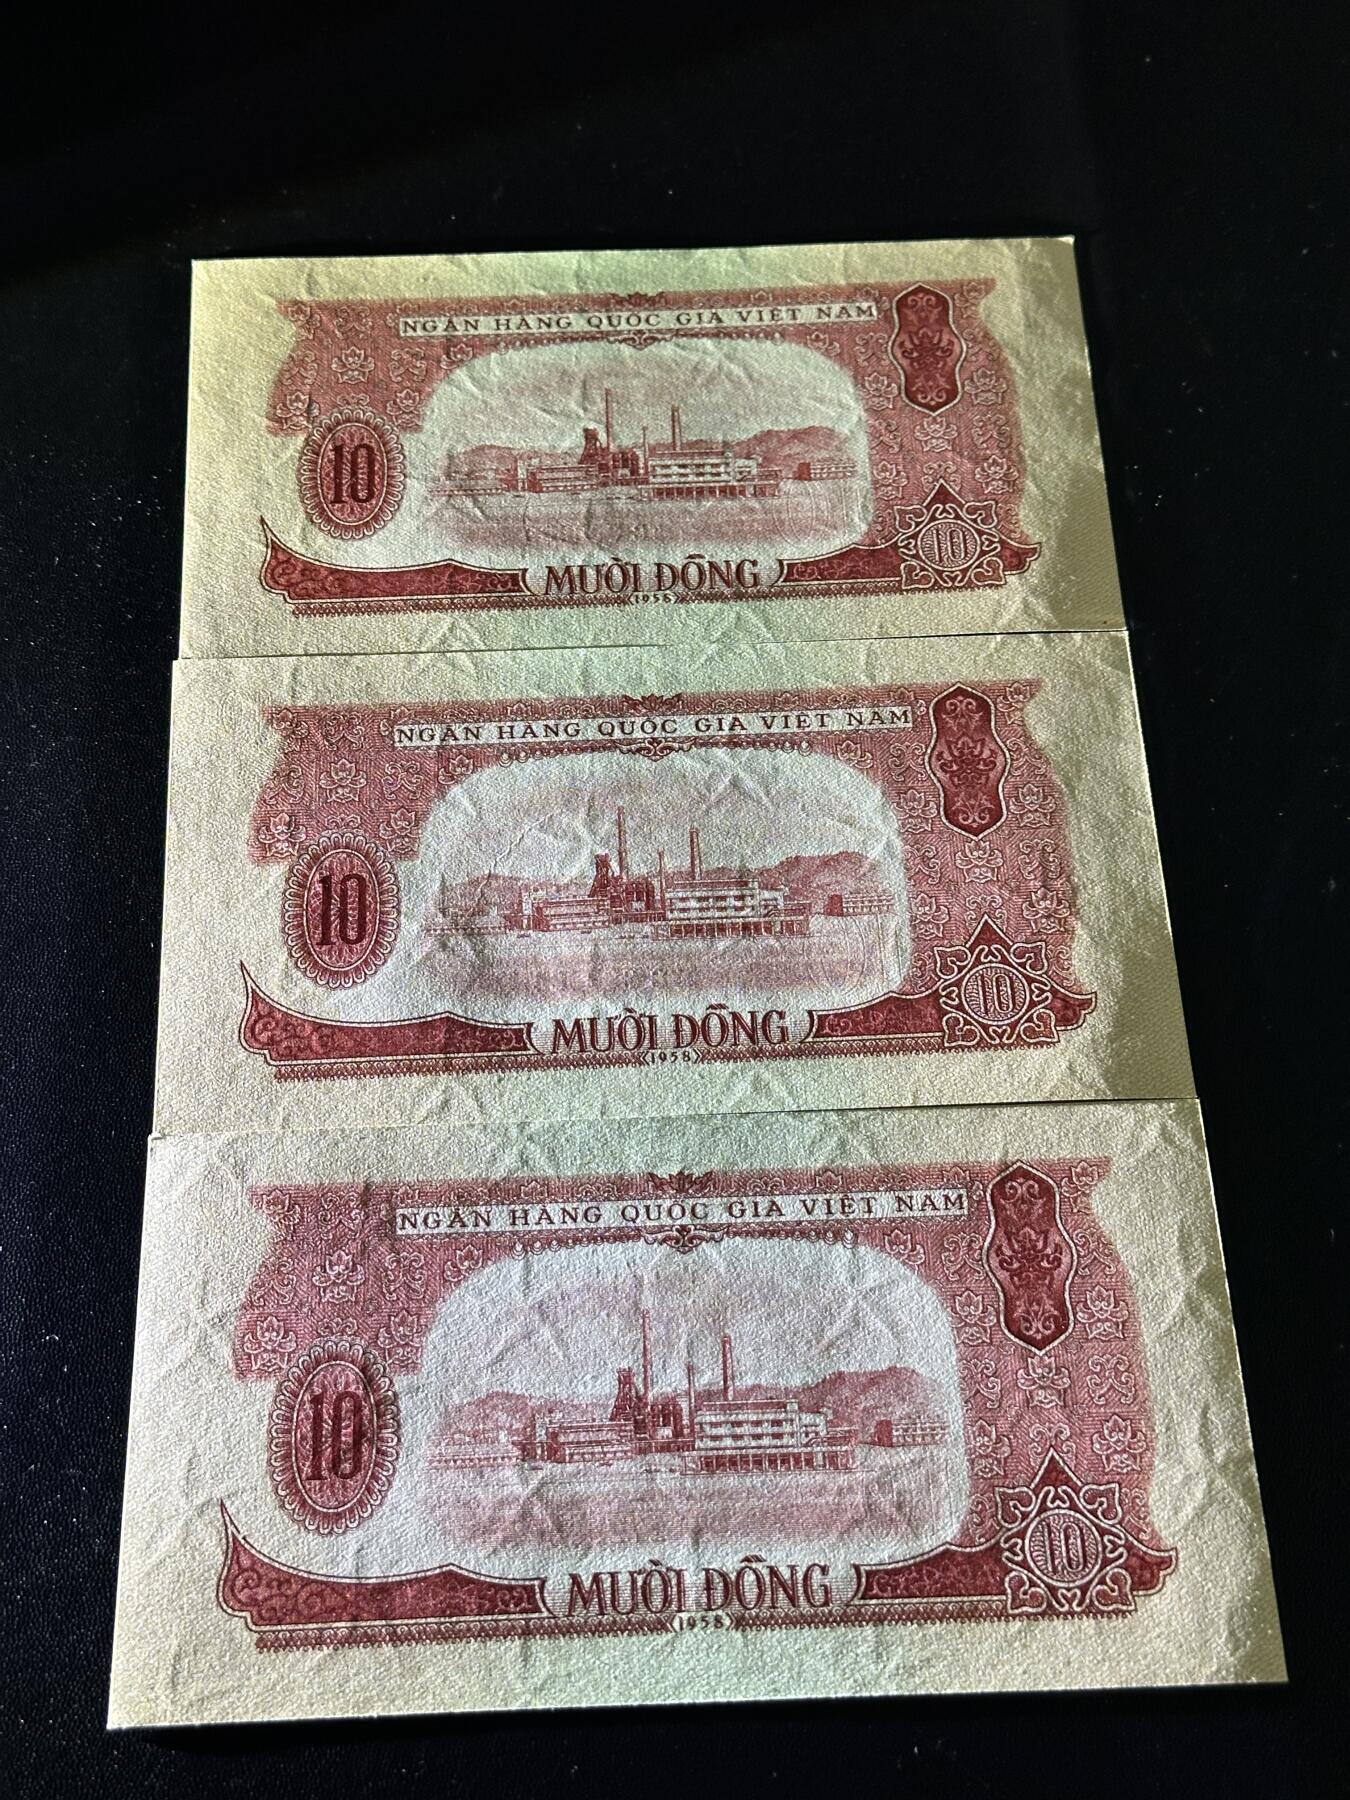 NGÂN HÀNG QUỐC GIA VIỆT NAM
10
10
MƯỜI ĐỒNG
1958
NGÂN HÀNG QUỐC GIA VIỆT NAM
10
10
MƯỜI ĐỒNG
1958
NGÂN HÀNG QUỐC GIA VIỆT NAM
10
10
MƯỜI ĐỒNG
1958